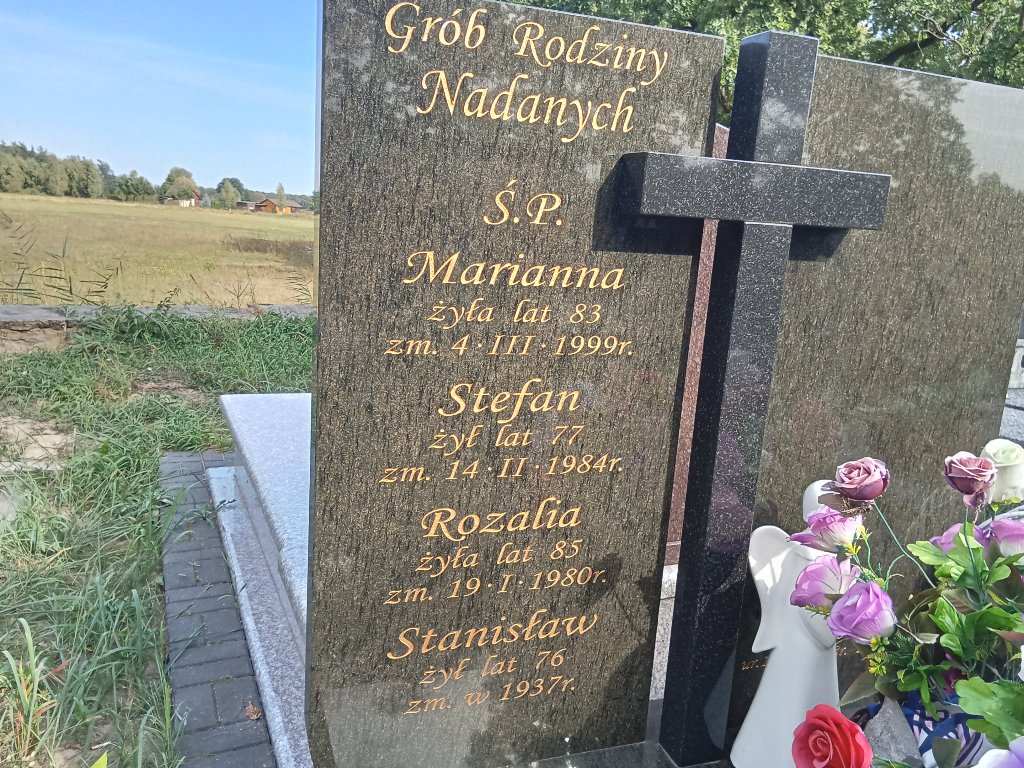 Grób Rodziny
Nadanych
Ś.P.
Marianna
żyła lat 83
zm. 4·III·1999r.
Stefan
żył lat 77
zm. 14·II·1984r.
Rozalia
żyła lat 85
zm. 19·I·1980r.
Stanisław
żył lat 76
zm. w 1937r.
ur.